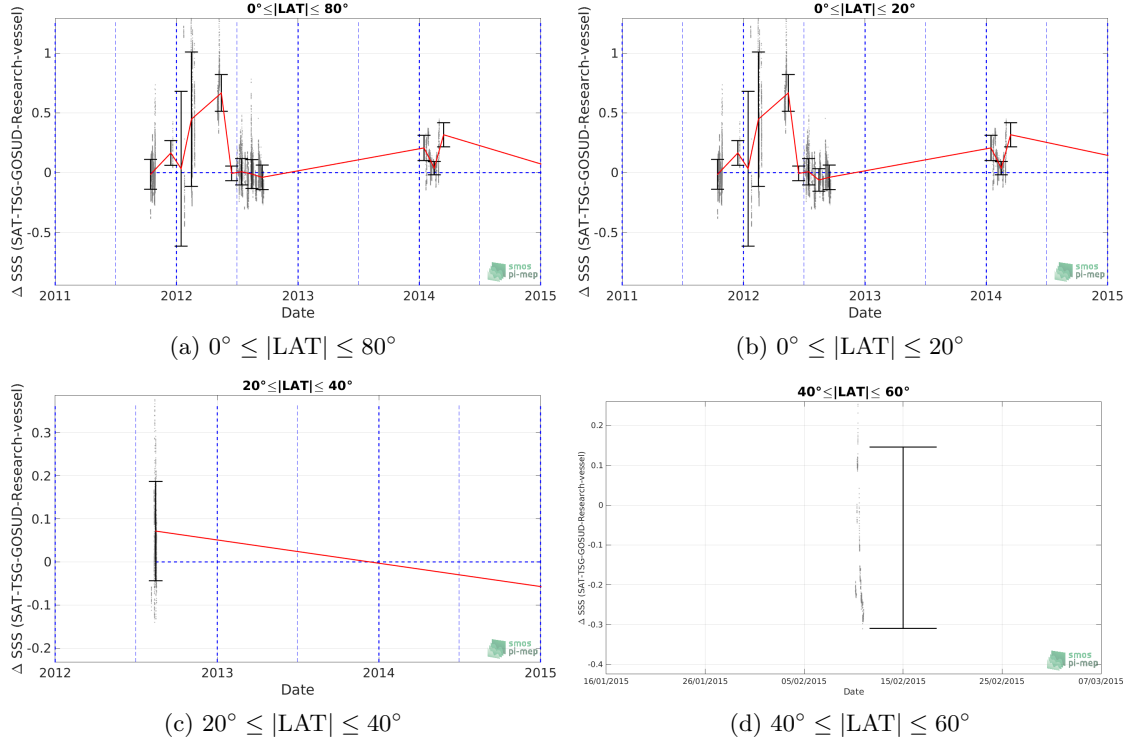 0°≤|LAT|≤ 80°
Δ SSS (SAT-TSG-GOSUD-Research-vessel)
1
0.5
0
-0.5
2011 2012 2013 2014 2015
Date
smos
pi-mep
(a) 0° ≤ |LAT| ≤ 80°
0°≤|LAT|≤ 20°
Δ SSS (SAT-TSG-GOSUD-Research-vessel)
1
0.5
0
-0.5
2011 2012 2013 2014 2015
Date
smos
pi-mep
(b) 0° ≤ |LAT| ≤ 20°
20°≤|LAT|≤ 40°
Δ SSS (SAT-TSG-GOSUD-Research-vessel)
0.3
0.2
0.1
0
-0.1
-0.2
2012 2013 2014 2015
Date
smos
pi-mep
(c) 20° ≤ |LAT| ≤ 40°
40°≤|LAT|≤ 60°
Δ SSS (SAT-TSG-GOSUD-Research-vessel)
0.2
0.1
0
-0.1
-0.2
-0.3
-0.4
16/01/2015 26/01/2015 05/02/2015 15/02/2015 25/02/2015 07/03/2015
Date
smos
pi-mep
(d) 40° ≤ |LAT| ≤ 60°